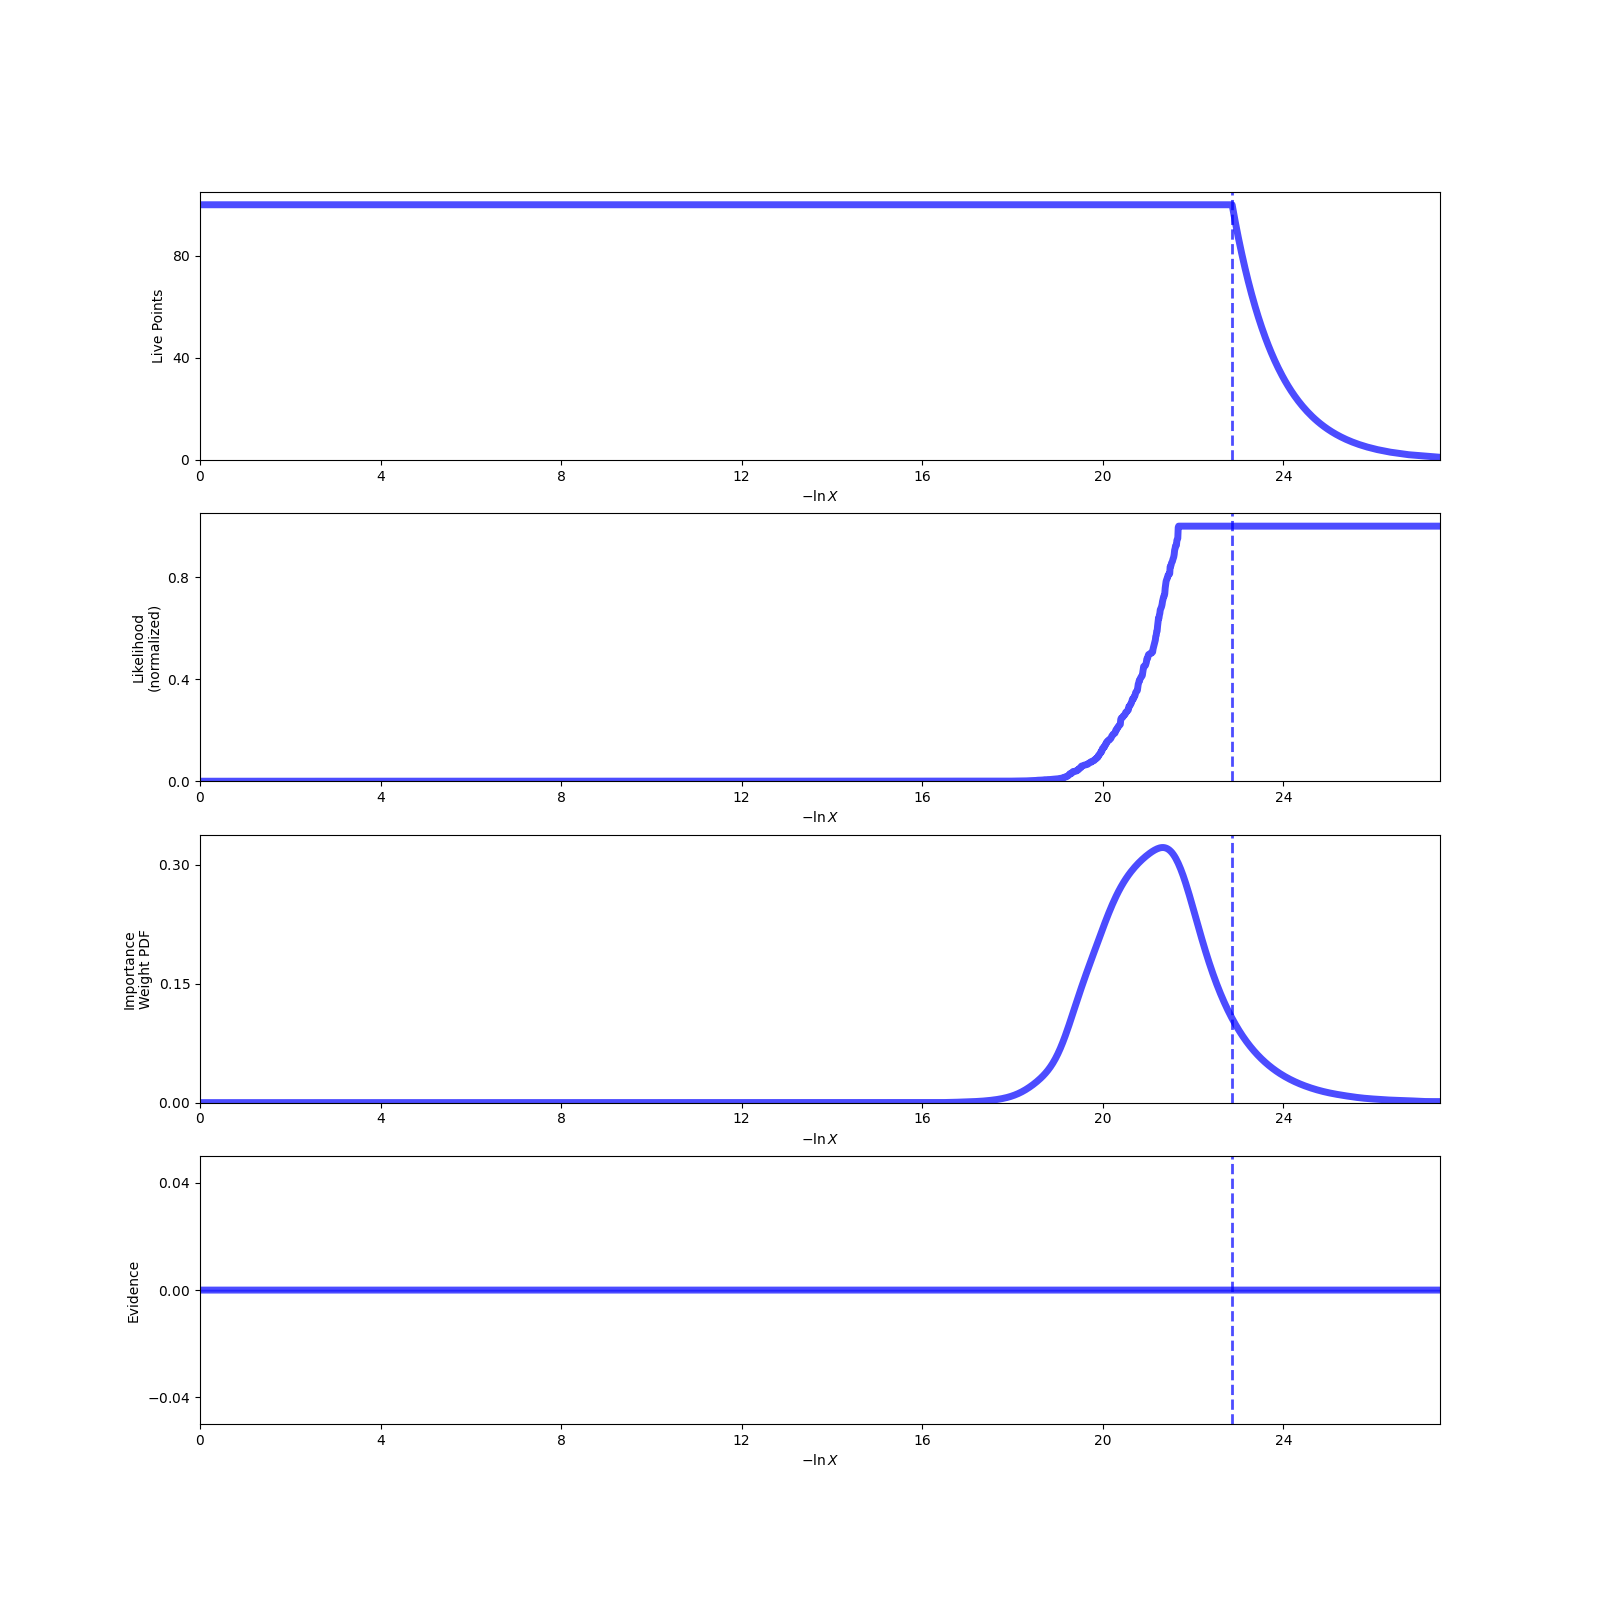 80
40
0
Live Points
0 4 8 12 16 20 24
−ln X
0.8
0.4
0.0
Likelihood
(normalized)
0 4 8 12 16 20 24
−ln X
0.30
0.15
0.00
Importance
Weight PDF
0 4 8 12 16 20 24
−ln X
0.04
0.00
−0.04
Evidence
0 4 8 12 16 20 24
−ln X